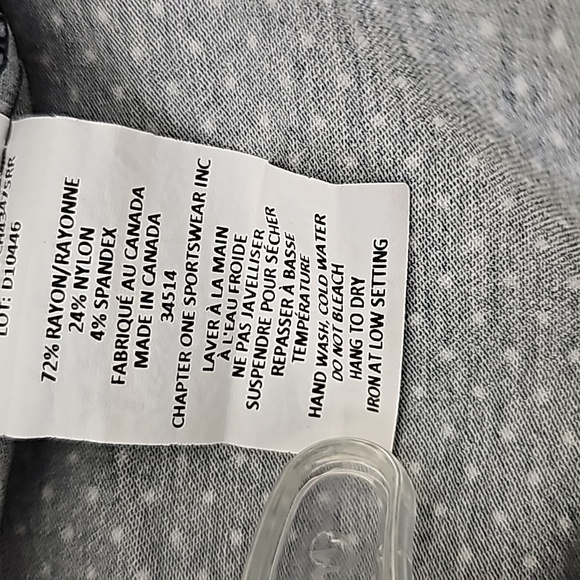 LOT: D10446
72% RAYON/RAYONNE
24% NYLON
4% SPANDEX
FABRIQUÉ AU CANADA
MADE IN CANADA
34514
CHAPTER ONE SPORTSWEAR INC
LAVER À LA MAIN
À L'EAU FROIDE
NE PAS JAVELLISER
SUSPENDRE POUR SÉCHER
REPASSER À BASSE
TEMPÉRATURE
HAND WASH, COLD WATER
DO NOT BLEACH
HANG TO DRY
IRON AT LOW SETTING